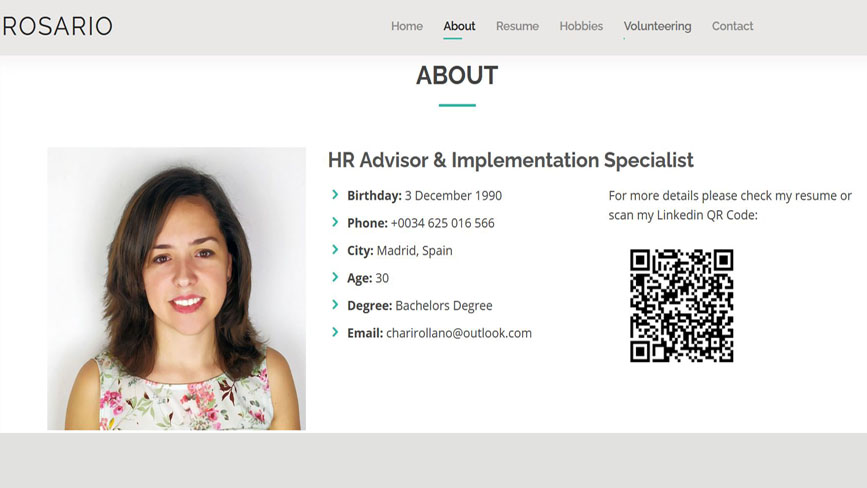 ROSARIO
Home About Resume Hobbies Volunteering Contact
ABOUT
HR Advisor & Implementation Specialist
Birthday: 3 December 1990
Phone: +0034 625 016 566
City: Madrid, Spain
Age: 30
Degree: Bachelors Degree
Email: charirollano@outlook.com
For more details please check my resume or
scan my Linkedin QR Code: